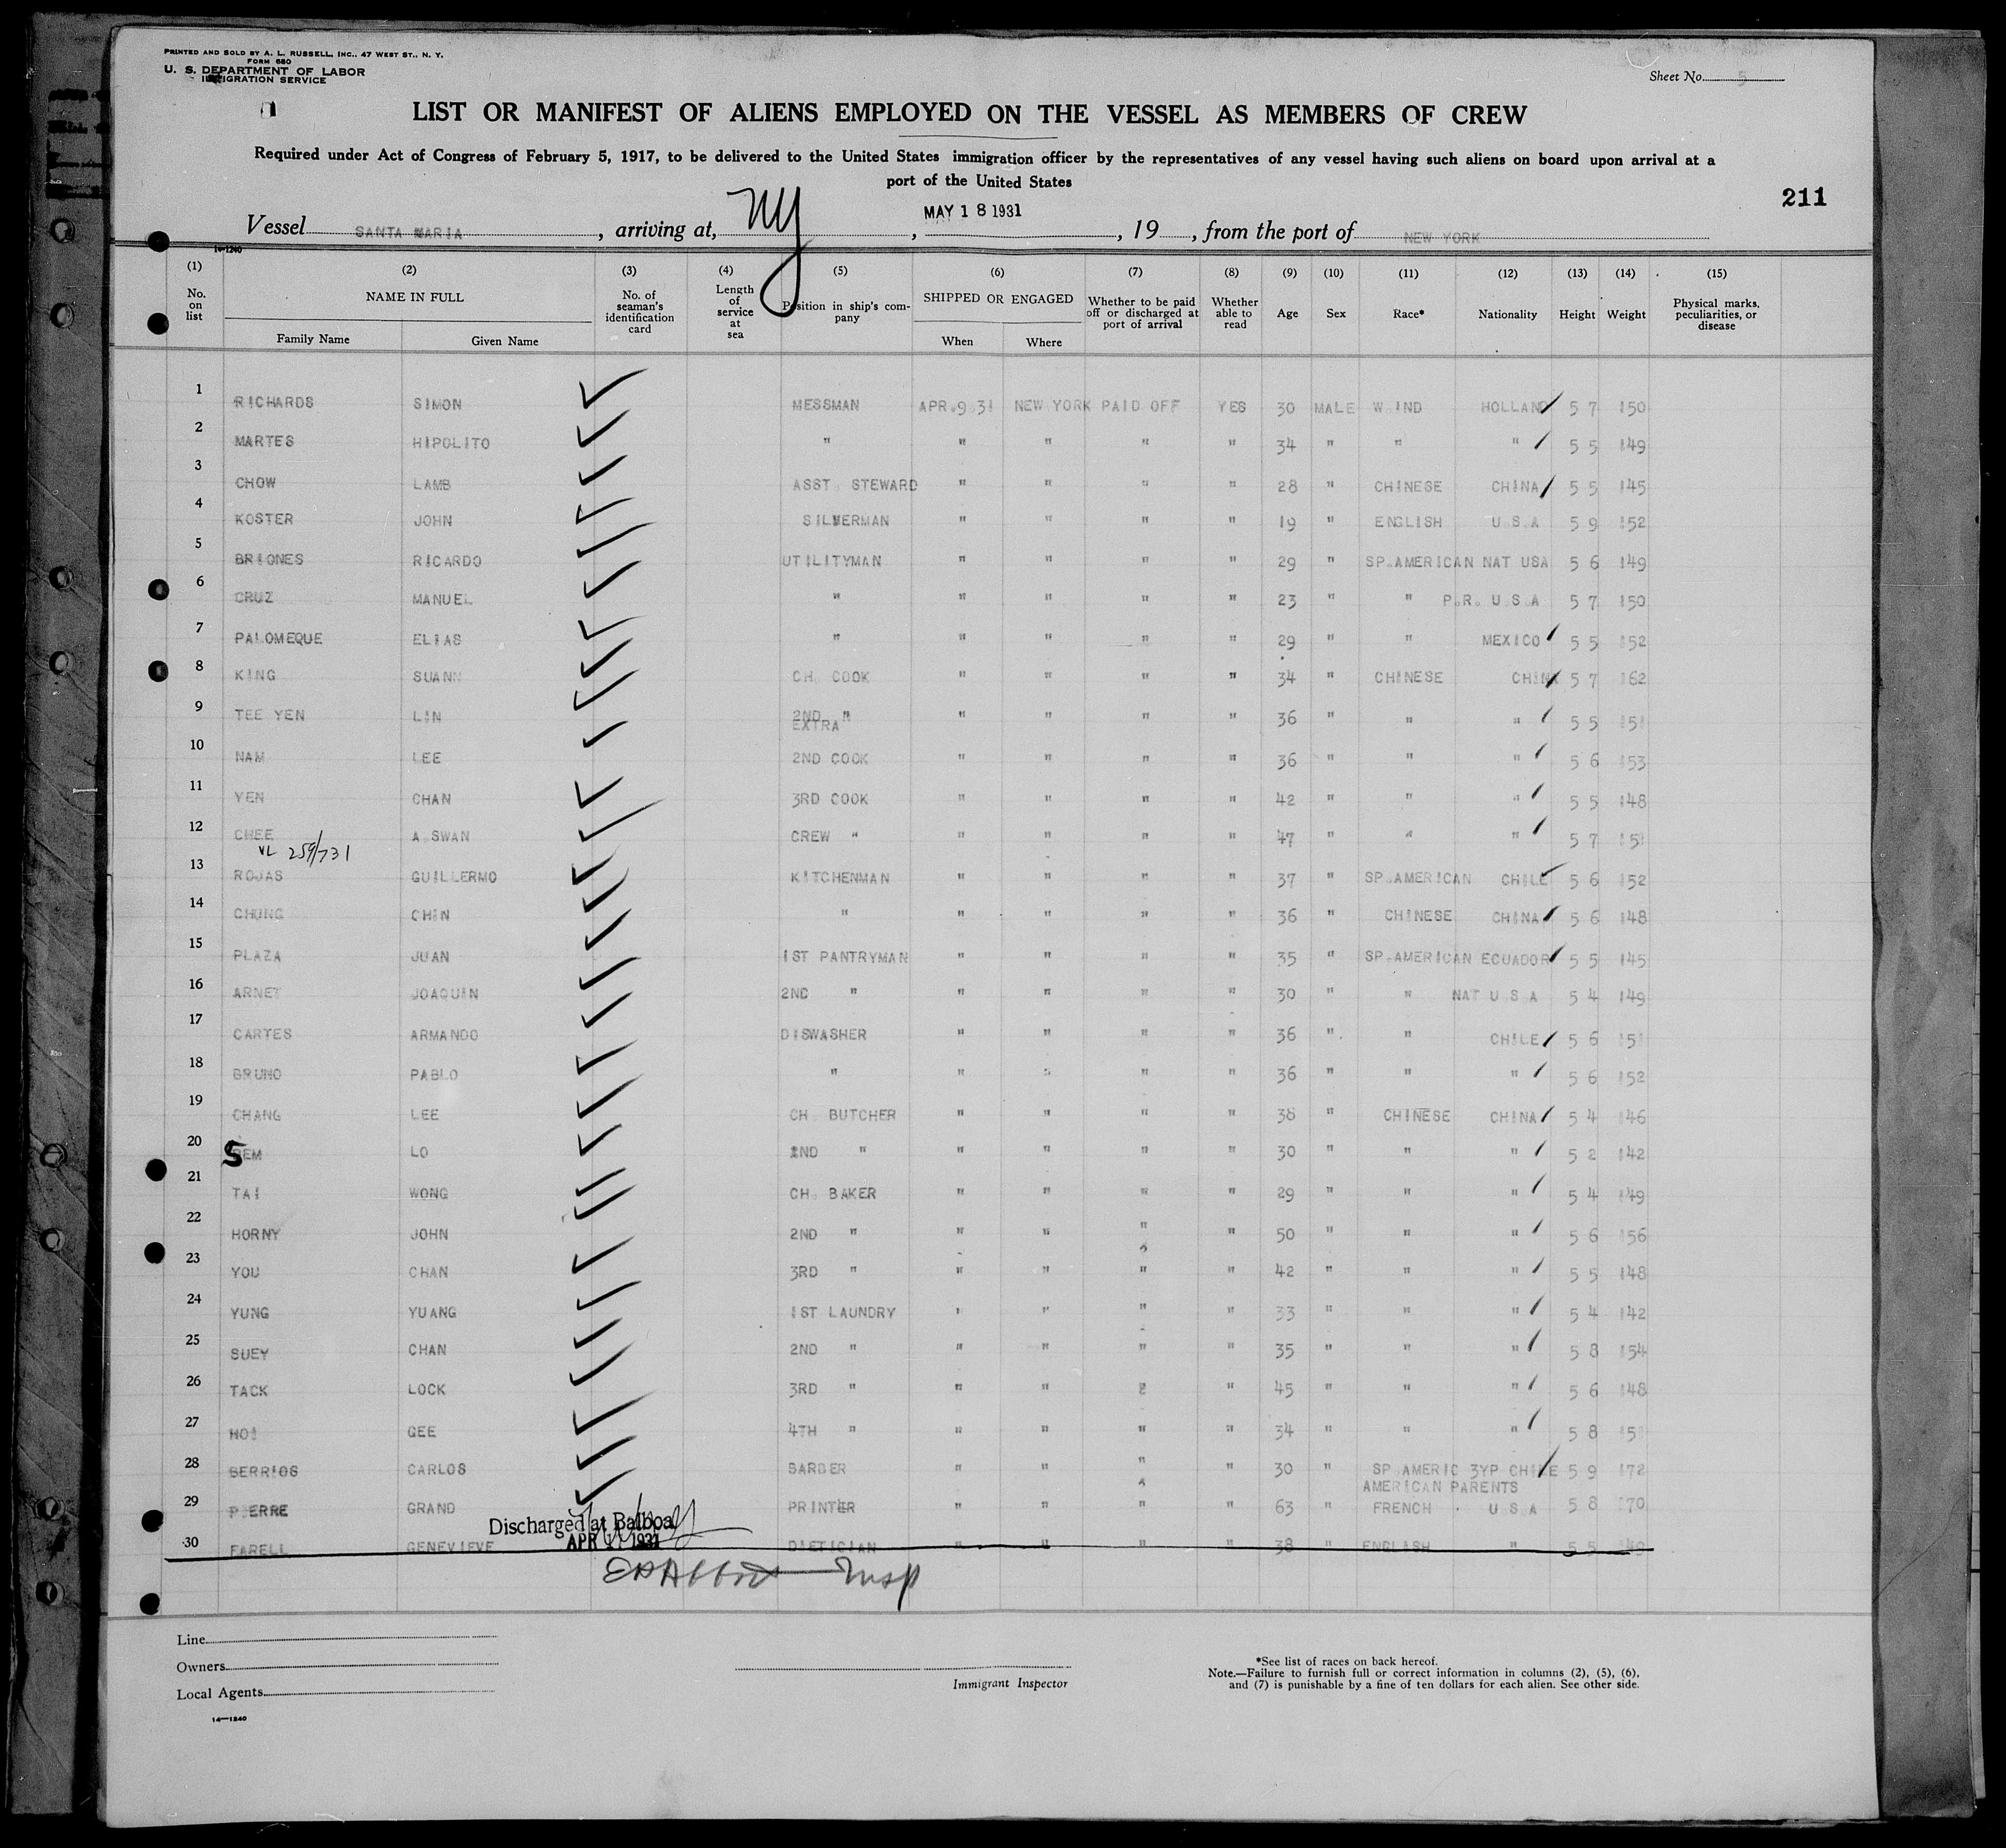 PRINTED AND SOLD BY A. L. RUSSELL, INC., 47 WEST ST., N. Y.
FORM 680
U. S. DEPARTMENT OF LABOR
IMMIGRATION SERVICE
Sheet No. 5
LIST OR MANIFEST OF ALIENS EMPLOYED ON THE VESSEL AS MEMBERS OF CREW
Required under Act of Congress of February 5, 1917, to be delivered to the United States immigration officer by the representatives of any vessel having such aliens on board upon arrival at a
port of the United States
211
Vessel SANTA MARIA, arriving at, NY, MAY 18 1931, 19, from the port of NEW YORK
14-1240
(1) (2) (3) (4) (5) (6) (7) (8) (9) (10) (11) (12) (13) (14) (15)
No. on list NAME IN FULL Family Name Given Name No. of seaman's identification card Length of service at sea Position in ship's company SHIPPED OR ENGAGED When Where Whether to be paid off or discharged at port of arrival Whether able to read Age Sex Race* Nationality Height Weight Physical marks, peculiarities, or disease
1 RICHARDS SIMON MESSMAN APR.9.31 NEW YORK PAID OFF YES 30 MALE W.IND HOLLAND 5 7 150
2 MARTES HIPOLITO " " " " " 34 " " " 5 5 149
3 CHOW LAMB ASST. STEWARD " " " " 28 " CHINESE CHINA 5 5 145
4 KOSTER JOHN SILVERMAN " " " " 19 " ENGLISH U.S.A 5 9 152
5 BRIONES RICARDO UTILITYMAN " " " " 29 " SP.AMERICAN NAT USA 5 6 149
6 CRUZ MANUEL " " " " " 23 " " P.R. U.S.A 5 7 150
7 PALOMEQUE ELIAS " " " " " 29 " " MEXICO 5 5 152
8 KING SUANN CH. COOK " " " " 34 " CHINESE CHINA 5 7 162
9 TEE YEN LIN 2ND " " " " " 36 " " " 5 5 151
EXTRA
10 NAM LEE 2ND COOK " " " " 36 " " " 5 6 153
11 YEN CHAN 3RD COOK " " " " 42 " " " 5 5 148
12 CHEE A.SWAN CREW " " " " " 47 " " " 5 7 151
VL 259/731
13 ROJAS GUILLERMO KITCHENMAN " " " " 37 " SP.AMERICAN CHILE 5 6 152
14 CHUNG CHIN " " " " " 36 " CHINESE CHINA 5 6 148
15 PLAZA JUAN 1ST PANTRYMAN " " " " 35 " SP.AMERICAN ECUADOR 5 5 145
16 ARNET JOAQUIN 2ND " " " " " 30 " " NAT U.S.A 5 4 149
17 CARTES ARMANDO DISWASHER " " " " 36 " " CHILE 5 6 151
18 BRUNO PABLO " " " " " 36 " " " 5 6 152
19 CHANG LEE CH. BUTCHER " " " " 38 " CHINESE CHINA 5 4 146
20 SEM LO 2ND " " " " " 30 " " " 5 2 142
21 TAI WONG CH. BAKER " " " " 29 " " " 5 4 149
22 HORNY JOHN 2ND " " " " " 50 " " " 5 6 156
23 YOU CHAN 3RD " " " " " 42 " " " 5 5 148
24 YUNG YUANG 1ST LAUNDRY " " " " 33 " " " 5 4 142
25 SUEY CHAN 2ND " " " " " 35 " " " 5 8 154
26 TACK LOCK 3RD " " " 2 " 45 " " " 5 6 148
27 HOI GEE 4TH " " " " " 34 " " " 5 8 151
28 BERRIOS CARLOS BARBER " " " " 30 " SP.AMERIC 3YP CHILE 5 9 172
AMERICAN PARENTS
29 PIERRE GRAND PRINTER " " " " 63 " FRENCH U.S.A 5 8 170
Discharged at Balboa
APR 1931
30 FARELL GENEVIEVE DIETICIAN " " " " 38 " ENGLISH " 5 5 149
Insp
Line
Owners
Local Agents
14-1240
Immigrant Inspector
*See list of races on back hereof.
Note.—Failure to furnish full or correct information in columns (2), (5), (6),
and (7) is punishable by a fine of ten dollars for each alien. See other side.